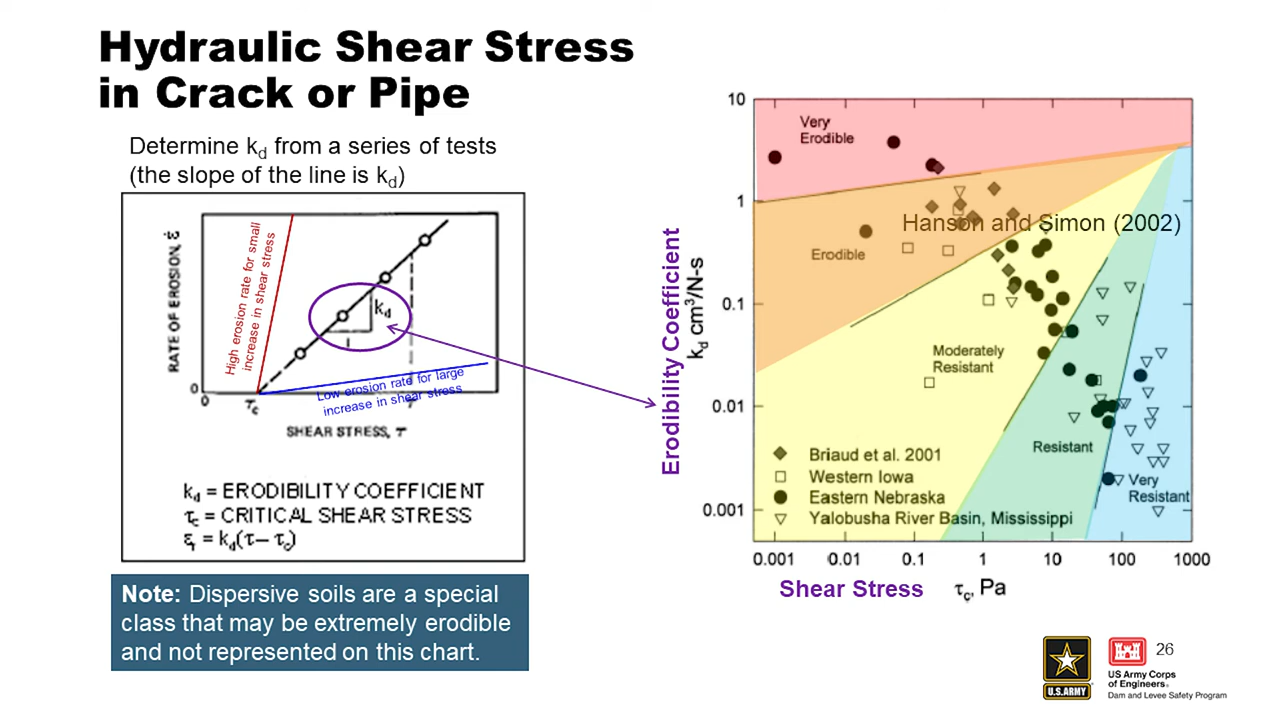 Hydraulic Shear Stress
in Crack or Pipe
Determine kd from a series of tests
(the slope of the line is kd)
RATE OF EROSION, ε̇
High erosion rate for small
increase in shear stress
kd
1
Low erosion rate for large
increase in shear stress
0
0
τc
τ
SHEAR STRESS, τ
kd = ERODIBILITY COEFFICIENT
τc = CRITICAL SHEAR STRESS
εr = kd(τ – τc)
Note: Dispersive soils are a special
class that may be extremely erodible
and not represented on this chart.
Erodibility Coefficient
kd cm³/N-s
10
1
0.1
0.01
0.001
Very
Erodible
Hanson and Simon (2002)
Erodible
Moderately
Resistant
Resistant
Very
Resistant
Briaud et al. 2001
Western Iowa
Eastern Nebraska
Yalobusha River Basin, Mississippi
0.001 0.01 0.1 1 10 100 1000
Shear Stress τc, Pa
U.S. ARMY
US Army Corps
of Engineers®
Dam and Levee Safety Program
26